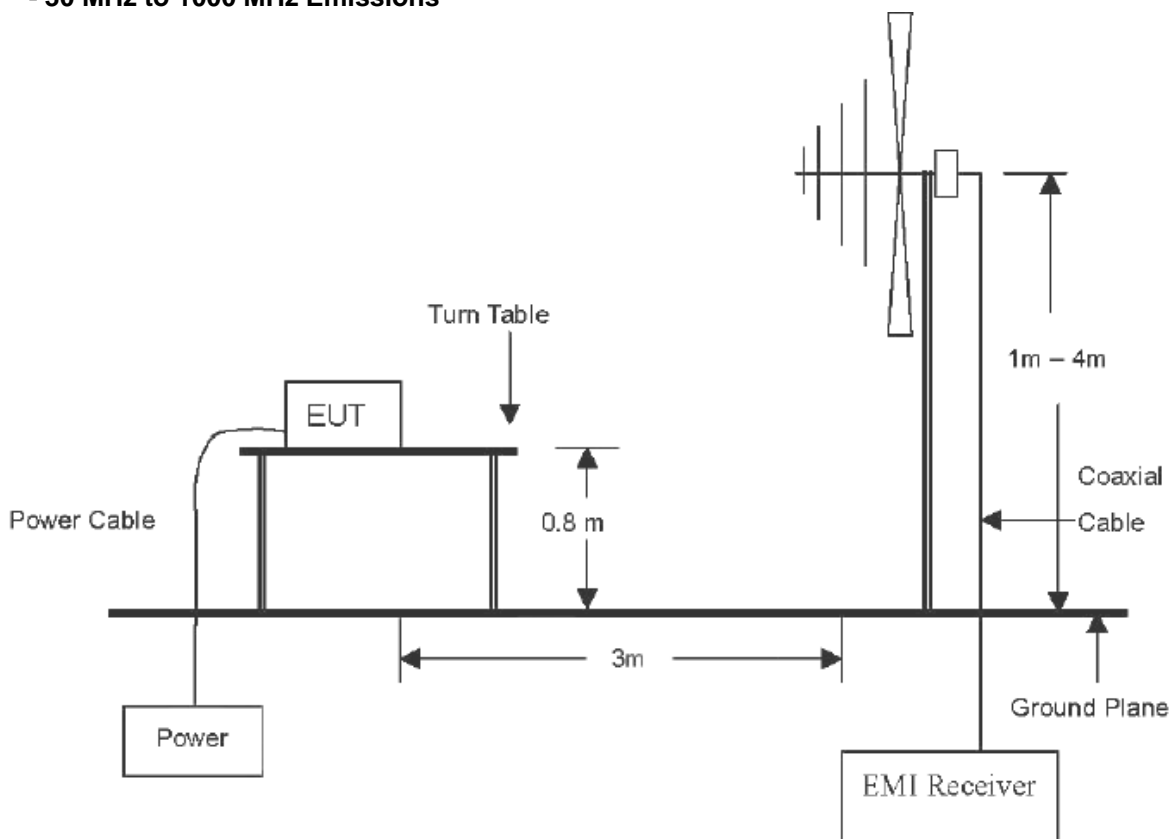 - 30 MHz to 1000 MHz Emissions
Turn Table
1m – 4m
EUT
Coaxial
Cable
Power Cable
0.8 m
3m
Ground Plane
Power
EMI Receiver